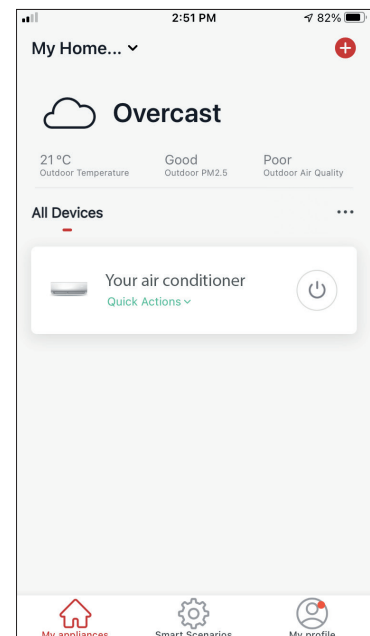 2:51 PM
82%
My Home...
Overcast
21 °C
Good
Poor
Outdoor Temperature
Outdoor PM2.5
Outdoor Air Quality
All Devices
Your air conditioner
Quick Actions
My appliances
Smart Scenarios
My profile